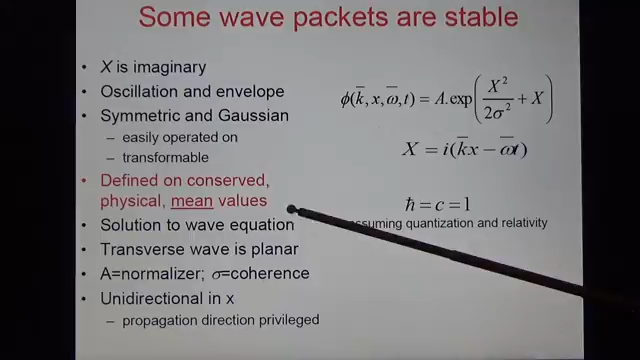 Some wave packets are stable
• X is imaginary
• Oscillation and envelope
• Symmetric and Gaussian
– easily operated on
– transformable
• Defined on conserved,
physical, mean values
• Solution to wave equation
• Transverse wave is planar
• A=normalizer; σ=coherence
• Unidirectional in x
– propagation direction privileged
ϕ(k̅, x, ω̅, t) = A.exp(X²/2σ² + X)
X = i(k̅x − ω̅t)
ħ = c = 1
suming quantization and relativity